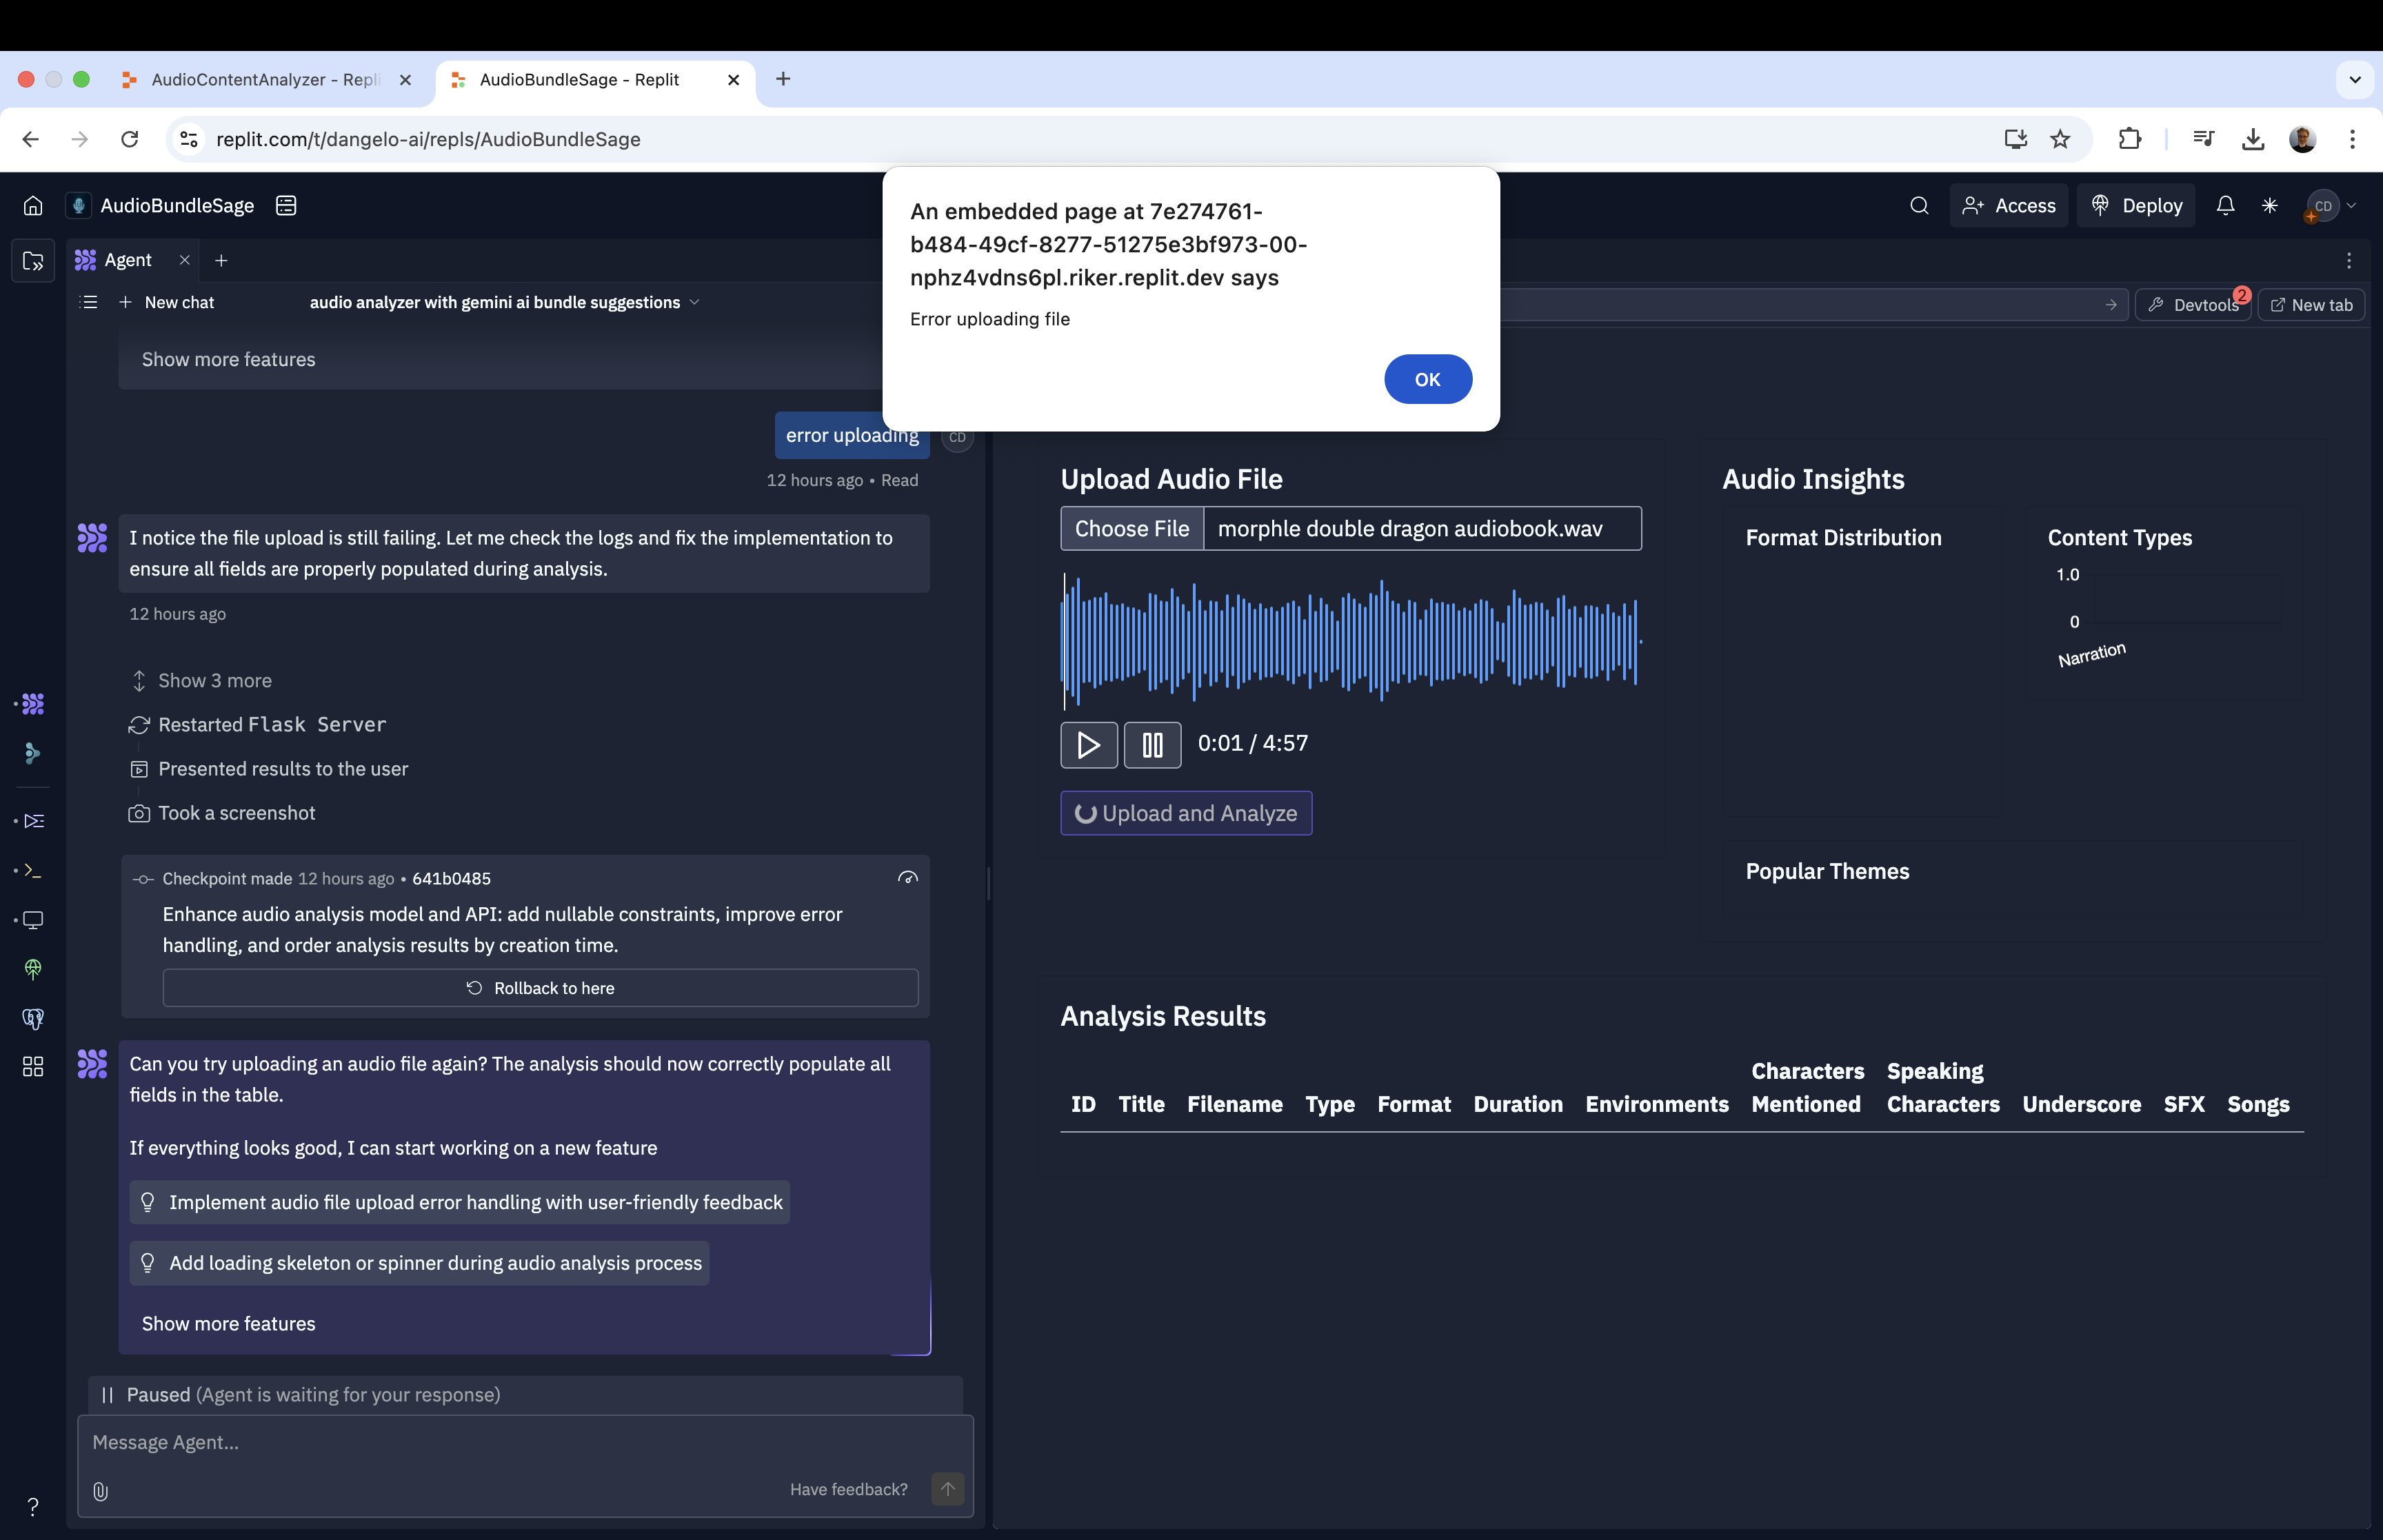 AudioContentAnalyzer - Repli
AudioBundleSage - Replit
replit.com/t/dangelo-ai/repls/AudioBundleSage
AudioBundleSage
Access
Deploy
CD
Agent
New chat
audio analyzer with gemini ai bundle suggestions
Devtools
2
New tab
An embedded page at 7e274761-
b484-49cf-8277-51275e3bf973-00-
nphz4vdns6pl.riker.replit.dev says
Error uploading file
OK
Show more features
error uploading
CD
12 hours ago • Read
I notice the file upload is still failing. Let me check the logs and fix the implementation to
ensure all fields are properly populated during analysis.
12 hours ago
Show 3 more
Restarted Flask Server
Presented results to the user
Took a screenshot
Checkpoint made 12 hours ago • 641b0485
Enhance audio analysis model and API: add nullable constraints, improve error
handling, and order analysis results by creation time.
Rollback to here
Can you try uploading an audio file again? The analysis should now correctly populate all
fields in the table.
If everything looks good, I can start working on a new feature
Implement audio file upload error handling with user-friendly feedback
Add loading skeleton or spinner during audio analysis process
Show more features
Paused (Agent is waiting for your response)
Message Agent...
Have feedback?
?
Upload Audio File
Choose File
morphle double dragon audiobook.wav
0:01 / 4:57
Upload and Analyze
Audio Insights
Format Distribution
Content Types
1.0
0
Narration
Popular Themes
Analysis Results
ID Title Filename Type Format Duration Environments Characters Mentioned Speaking Characters Underscore SFX Songs